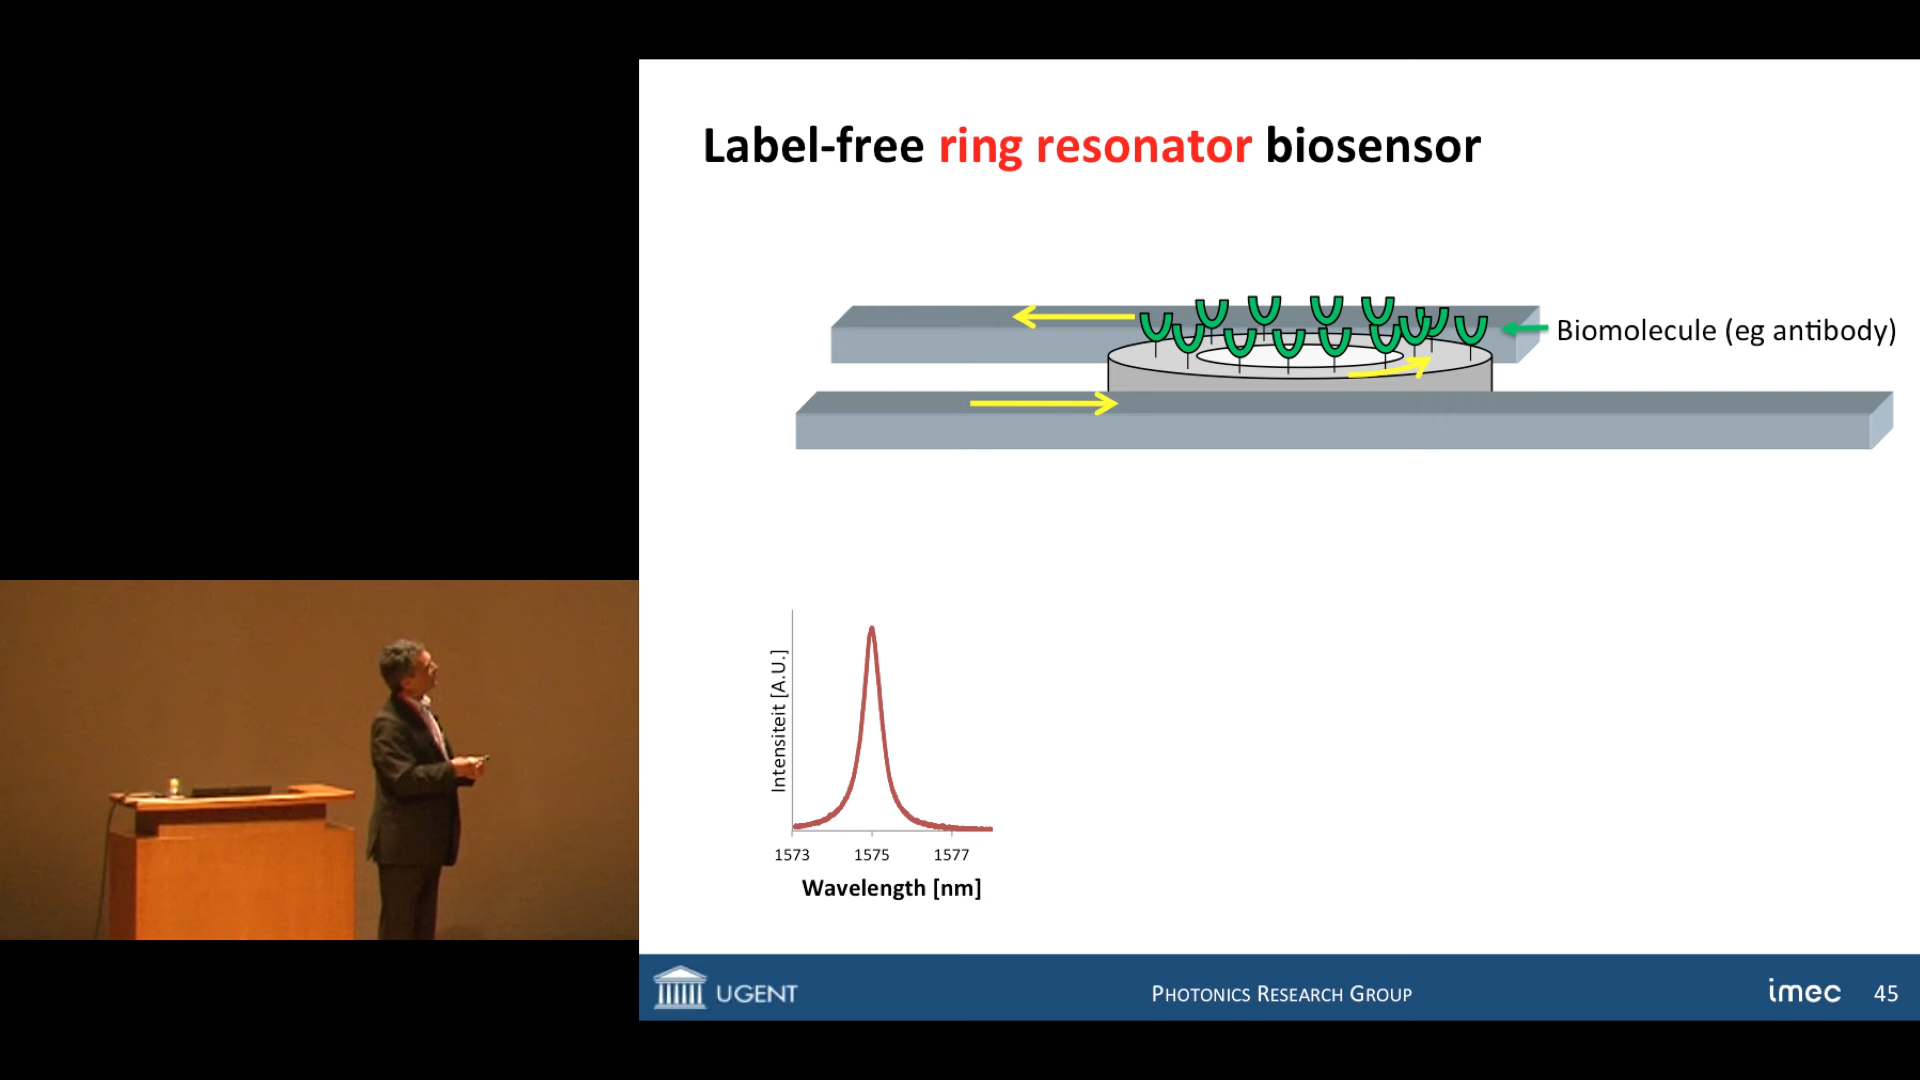 Label-free ring resonator biosensor
Biomolecule (eg antibody)
Intensiteit [A.U.]
1573 1575 1577
Wavelength [nm]
UGENT
PHOTONICS RESEARCH GROUP
imec 45